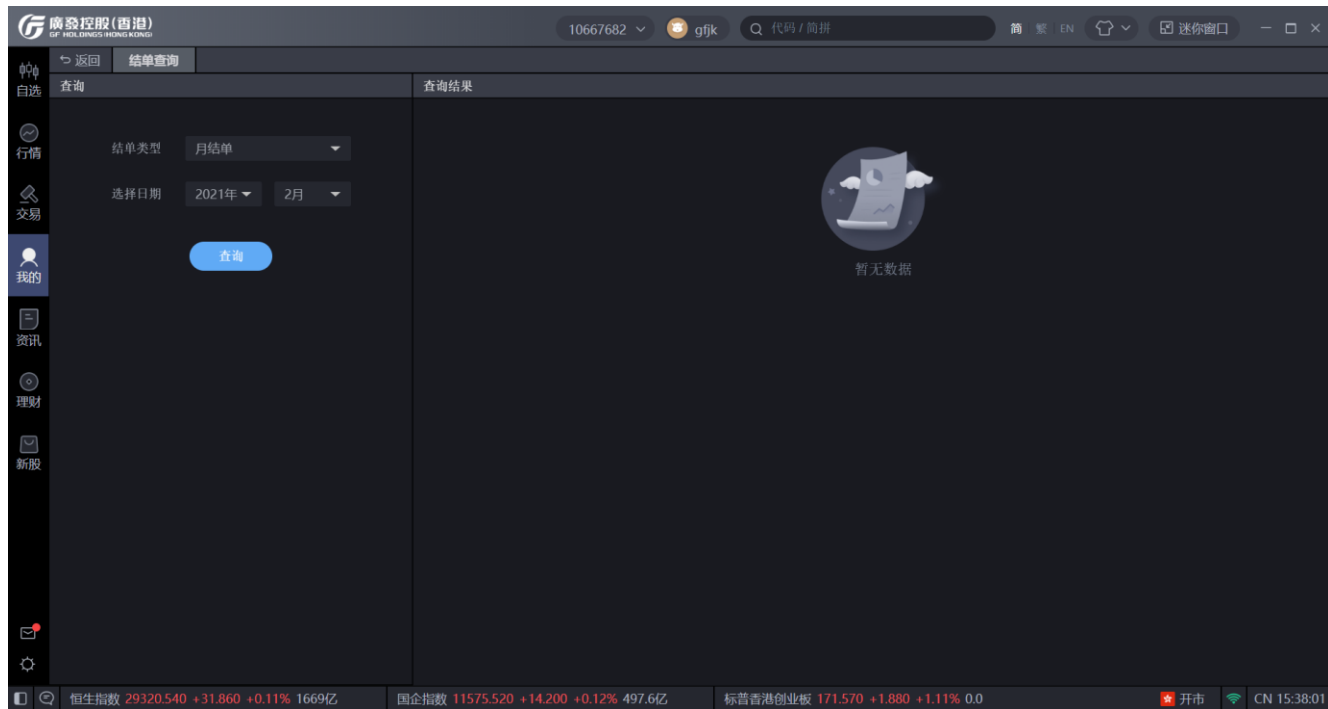 廣發控股(香港)
GF HOLDINGS (HONG KONG)
10667682
gfjk
代码 / 简拼
简 繁 EN
迷你窗口
返回 结单查询
查询
查询结果
自选
行情
交易
我的
资讯
理财
新股
结单类型 月结单
选择日期 2021年 2月
查询
暂无数据
恒生指数 29320.540 +31.860 +0.11% 1669亿
国企指数 11575.520 +14.200 +0.12% 497.6亿
标普香港创业板 171.570 +1.880 +1.11% 0.0
开市
CN 15:38:01